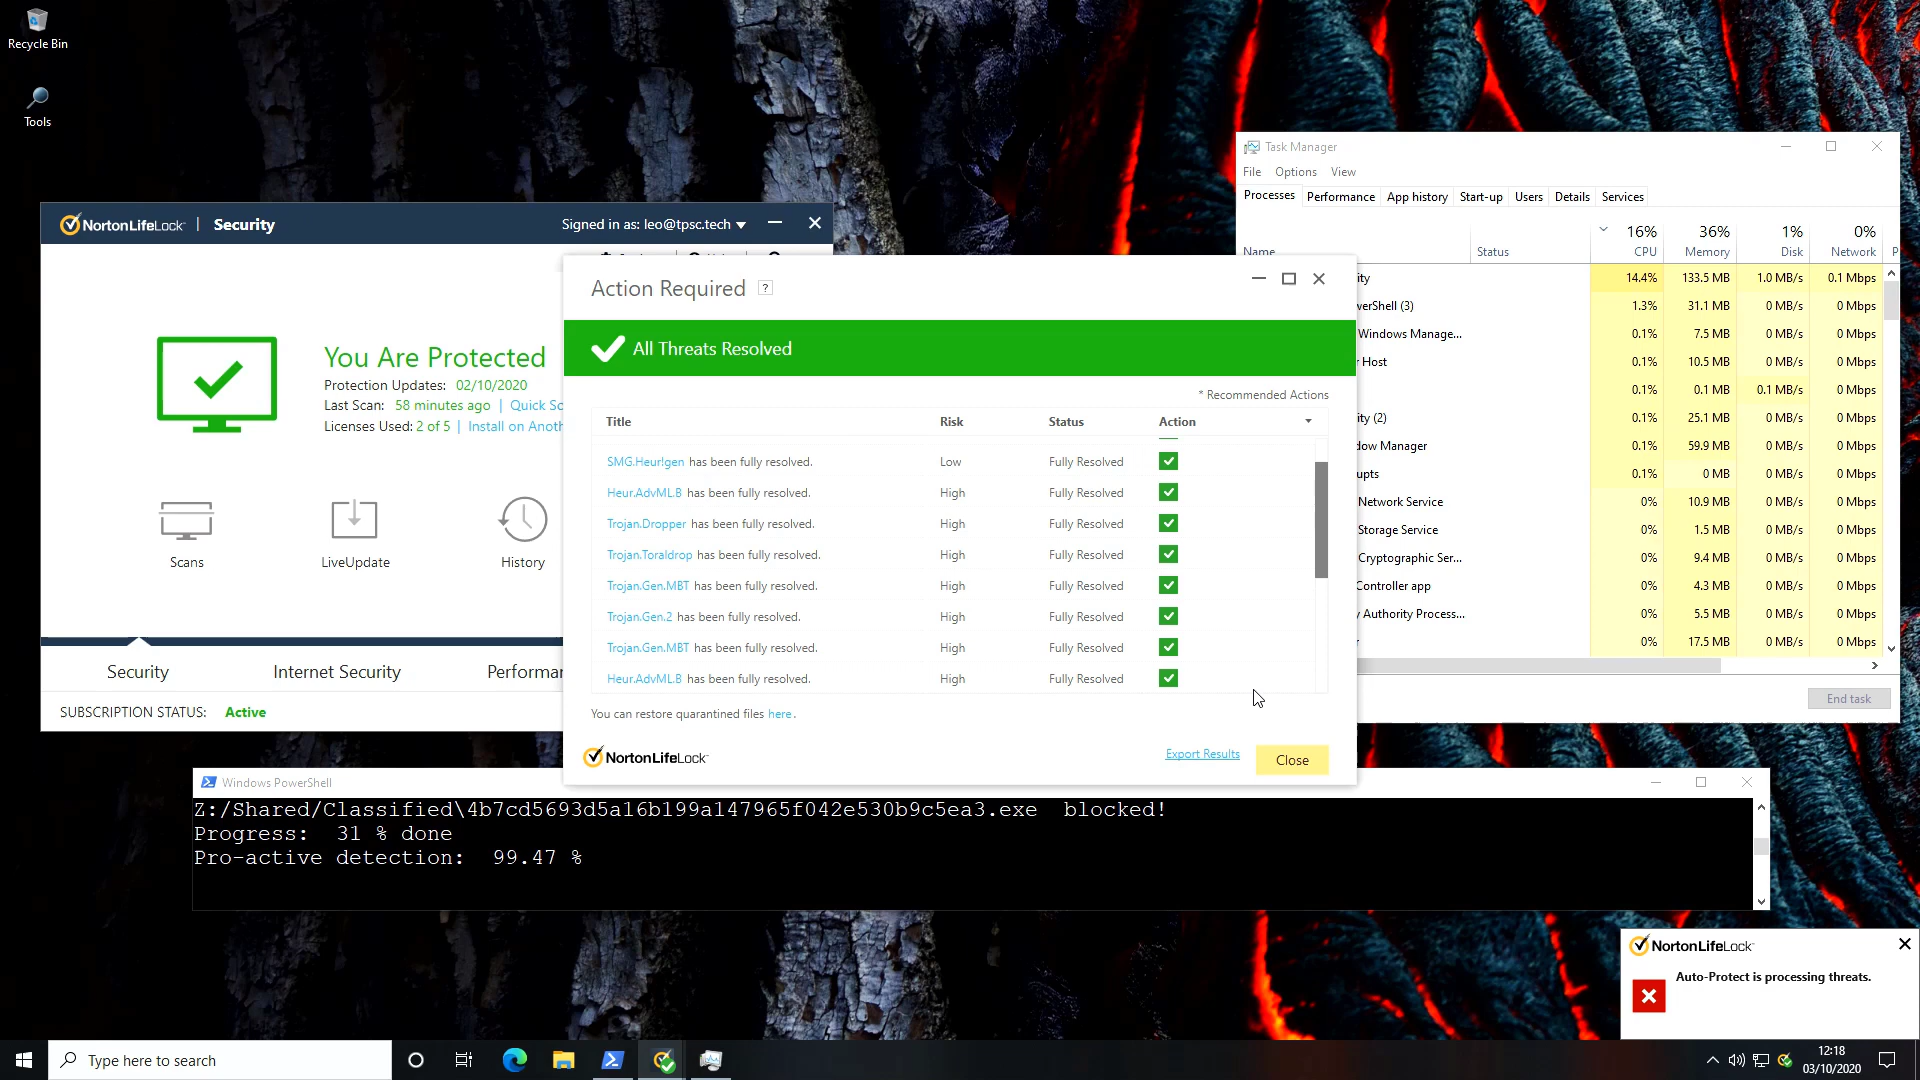 Recycle Bin
Tools
NortonLifeLock | Security
Signed in as: leo@tpsc.tech
You Are Protected
Protection Updates: 02/10/2020
Last Scan: 58 minutes ago | Quick Sc
Licenses Used: 2 of 5 | Install on Anoth
Scans
LiveUpdate
History
Security
Internet Security
Performan
SUBSCRIPTION STATUS: Active
Action Required ?
All Threats Resolved
* Recommended Actions
Title Risk Status Action
SMG.Heur!gen has been fully resolved. Low Fully Resolved
Heur.AdvML.B has been fully resolved. High Fully Resolved
Trojan.Dropper has been fully resolved. High Fully Resolved
Trojan.Toraldrop has been fully resolved. High Fully Resolved
Trojan.Gen.MBT has been fully resolved. High Fully Resolved
Trojan.Gen.2 has been fully resolved. High Fully Resolved
Trojan.Gen.MBT has been fully resolved. High Fully Resolved
Heur.AdvML.B has been fully resolved. High Fully Resolved
You can restore quarantined files here.
NortonLifeLock
Export Results
Close
Task Manager
File Options View
Processes Performance App history Start-up Users Details Services
16% 36% 1% 0%
Name Status CPU Memory Disk Network P
ity 14.4% 133.5 MB 1.0 MB/s 0.1 Mbps
verShell (3) 1.3% 31.1 MB 0 MB/s 0 Mbps
Windows Manage... 0.1% 7.5 MB 0 MB/s 0 Mbps
r Host 0.1% 10.5 MB 0 MB/s 0 Mbps
0.1% 0.1 MB 0.1 MB/s 0 Mbps
ity (2) 0.1% 25.1 MB 0 MB/s 0 Mbps
dow Manager 0.1% 59.9 MB 0 MB/s 0 Mbps
upts 0.1% 0 MB 0 MB/s 0 Mbps
Network Service 0% 10.9 MB 0 MB/s 0 Mbps
Storage Service 0% 1.5 MB 0 MB/s 0 Mbps
Cryptographic Ser... 0% 9.4 MB 0 MB/s 0 Mbps
Controller app 0% 4.3 MB 0 MB/s 0 Mbps
y Authority Process... 0% 5.5 MB 0 MB/s 0 Mbps
r 0% 17.5 MB 0 MB/s 0 Mbps
End task
Windows PowerShell
Z:/Shared/Classified\4b7cd5693d5a16b199a147965f042e530b9c5ea3.exe  blocked!
Progress:  31 % done
Pro-active detection:  99.47 %
NortonLifeLock
Auto-Protect is processing threats.
Type here to search
12:18
03/10/2020